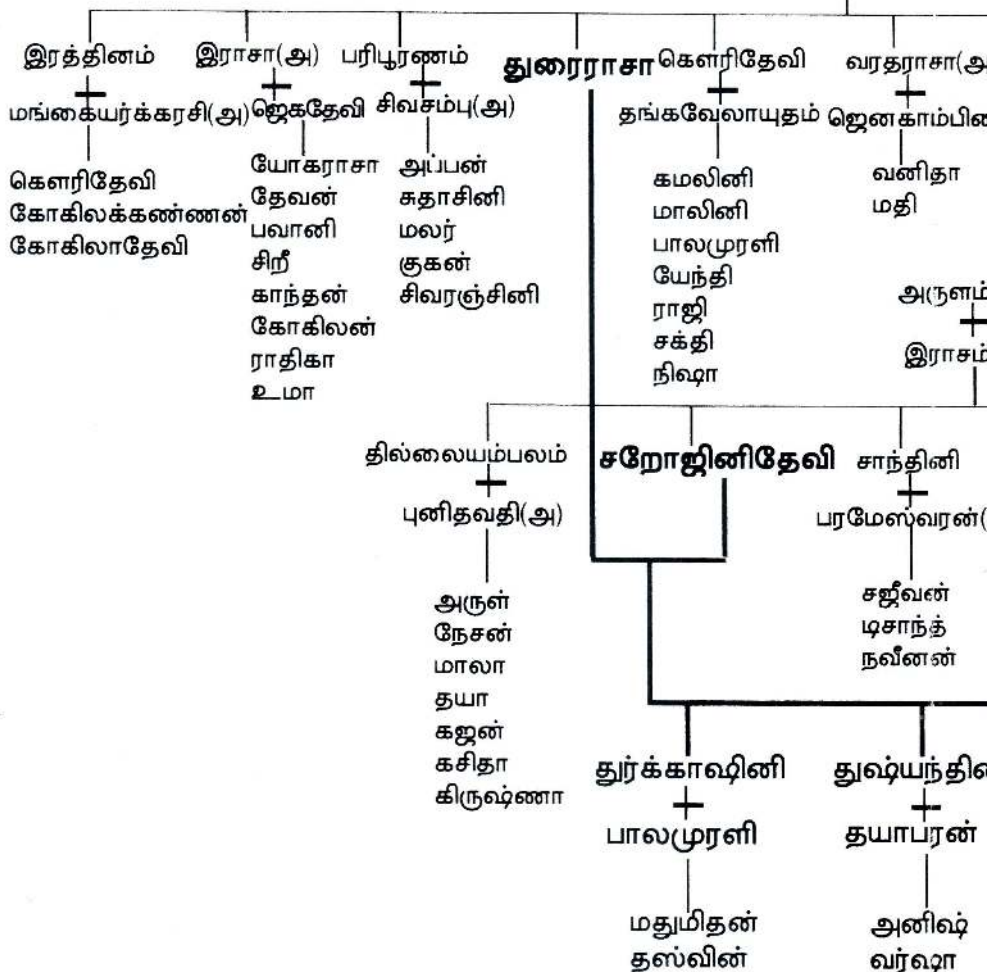 இரத்தினம்
மங்கையர்க்கரசி(அ)
கௌரிதேவி
கோகிலக்கண்ணன்
கோகிலாதேவி
இராசா(அ)
ஜெகதேவி
யோகராசா
தேவன்
பவானி
சிறீ
காந்தன்
கோகிலன்
ராதிகா
உமா
பரிபூரணம்
சிவசம்பு(அ)
அப்பன்
சுதாசினி
மலர்
குகன்
சிவரஞ்சினி
துரைராசா
கௌரிதேவி
தங்கவேலாயுதம்
கமலினி
மாலினி
பாலமுரளி
யேந்தி
ராஜி
சக்தி
நிஷா
வரதராசா(அ
வனிதா
மதி
அருளம்
இராசம்
தில்லையம்பலம்
புனிதவதி(அ)
அருள்
நேசன்
மாலா
தயா
கஜன்
கசிதா
கிருஷ்ணா
சறோஜினிதேவி
சாந்தினி
பரமேஸ்வரன்(
சஜீவன்
டிசாந்த்
நவீனன்
துர்க்காஷினி
பாலமுரளி
மதுமிதன்
தஸ்வின்
தயாபரன்
அனிஷ்
வர்ஷா